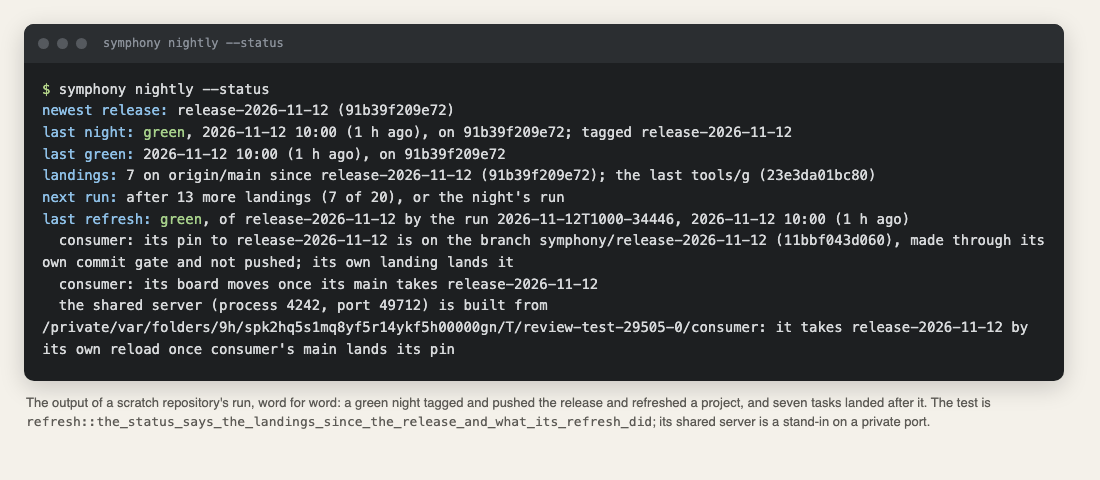 symphony nightly --status
$ symphony nightly --status
newest release: release-2026-11-12 (91b39f209e72)
last night: green, 2026-11-12 10:00 (1 h ago), on 91b39f209e72; tagged release-2026-11-12
last green: 2026-11-12 10:00 (1 h ago), on 91b39f209e72
landings: 7 on origin/main since release-2026-11-12 (91b39f209e72); the last tools/g (23e3da01bc80)
next run: after 13 more landings (7 of 20), or the night's run
last refresh: green, of release-2026-11-12 by the run 2026-11-12T1000-34446, 2026-11-12 10:00 (1 h ago)
consumer: its pin to release-2026-11-12 is on the branch symphony/release-2026-11-12 (11bbf043d060), made through its
own commit gate and not pushed; its own landing lands it
consumer: its board moves once its main takes release-2026-11-12
the shared server (process 4242, port 49712) is built from
/private/var/folders/9h/spk2hq5s1mq8yf5r14ykf5h00000gn/T/review-test-29505-0/consumer: it takes release-2026-11-12 by
its own reload once consumer's main lands its pin
The output of a scratch repository's run, word for word: a green night tagged and pushed the release and refreshed a project, and seven tasks landed after it. The test is
refresh::the_status_says_the_landings_since_the_release_and_what_its_refresh_did; its shared server is a stand-in on a private port.